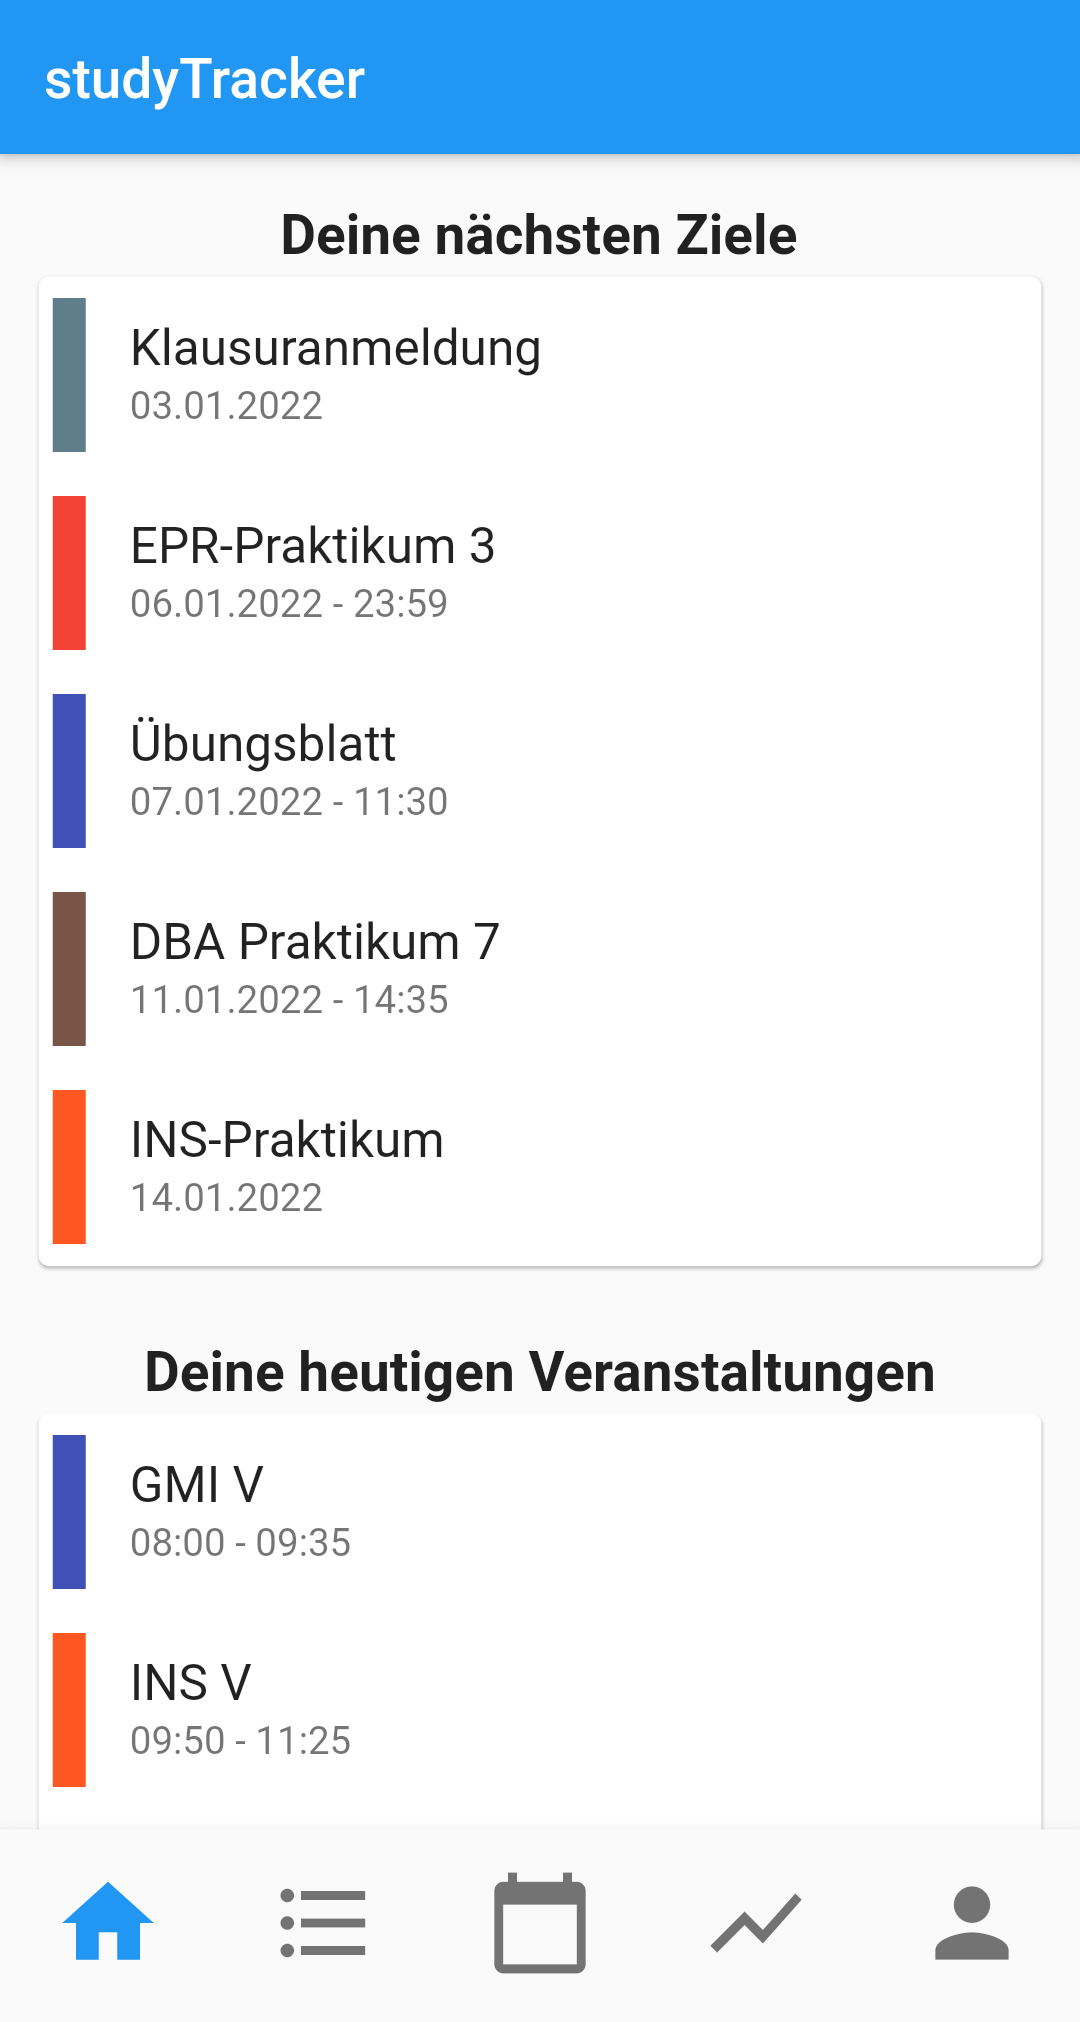 studyTracker
Deine nächsten Ziele
Klausuranmeldung
03.01.2022
EPR-Praktikum 3
06.01.2022 - 23:59
Übungsblatt
07.01.2022 - 11:30
DBA Praktikum 7
11.01.2022 - 14:35
INS-Praktikum
14.01.2022
Deine heutigen Veranstaltungen
GMI V
08:00 - 09:35
INS V
09:50 - 11:25